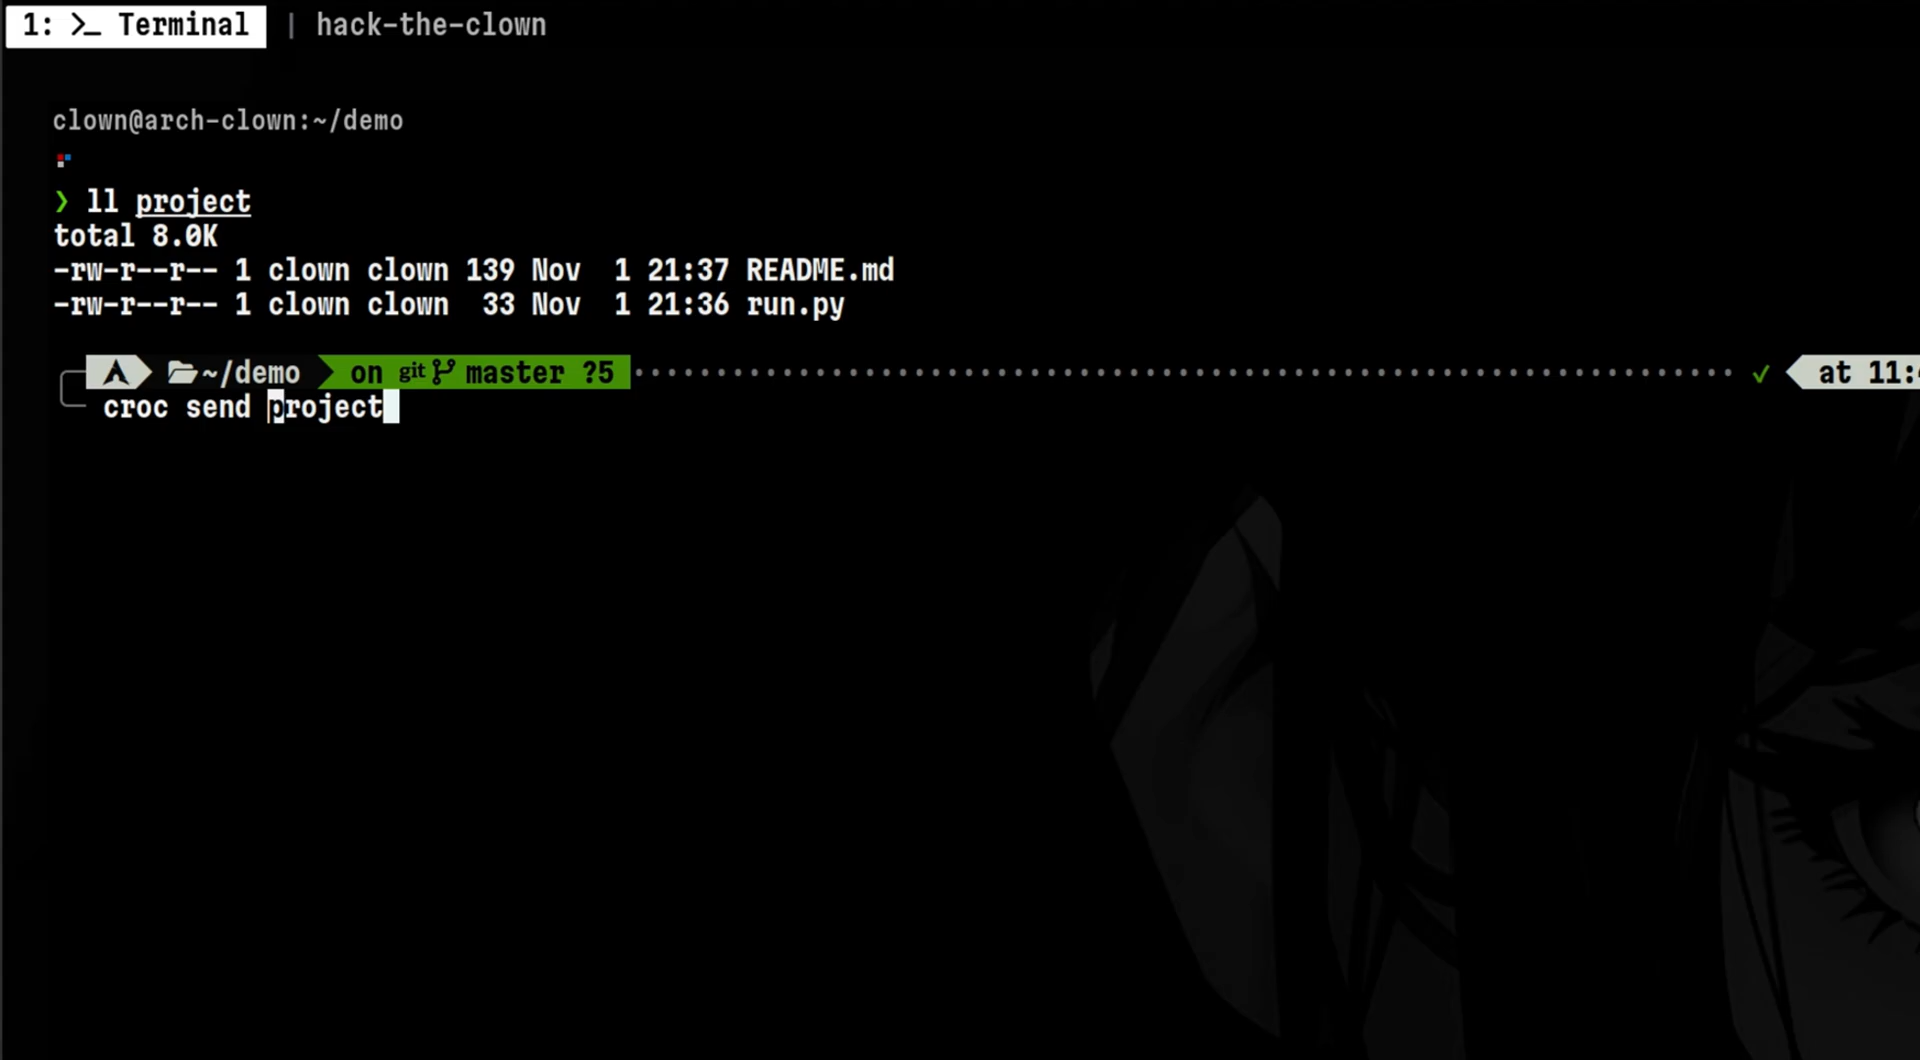 1: >_ Terminal | hack-the-clown
clown@arch-clown:~/demo
❯ ll project
total 8.0K
-rw-r--r-- 1 clown clown 139 Nov  1 21:37 README.md
-rw-r--r-- 1 clown clown  33 Nov  1 21:36 run.py
~/demo on git master ?5 ✓ at 11:
croc send project